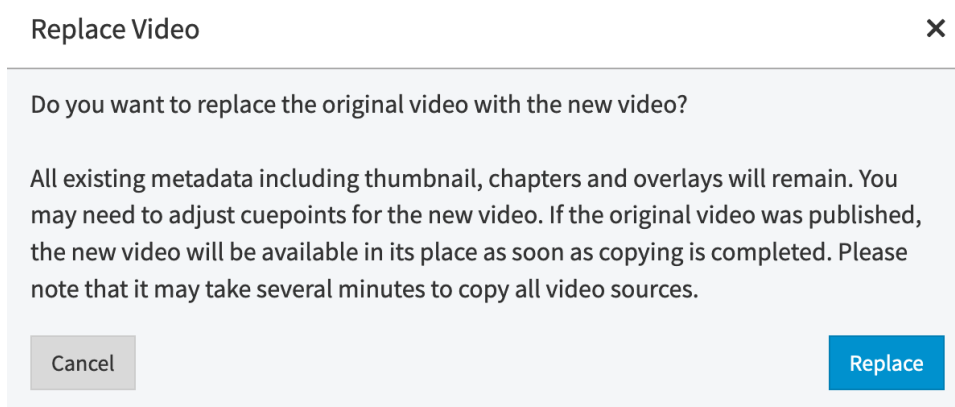 Replace Video
Do you want to replace the original video with the new video?
All existing metadata including thumbnail, chapters and overlays will remain. You
may need to adjust cuepoints for the new video. If the original video was published,
the new video will be available in its place as soon as copying is completed. Please
note that it may take several minutes to copy all video sources.
Cancel
Replace